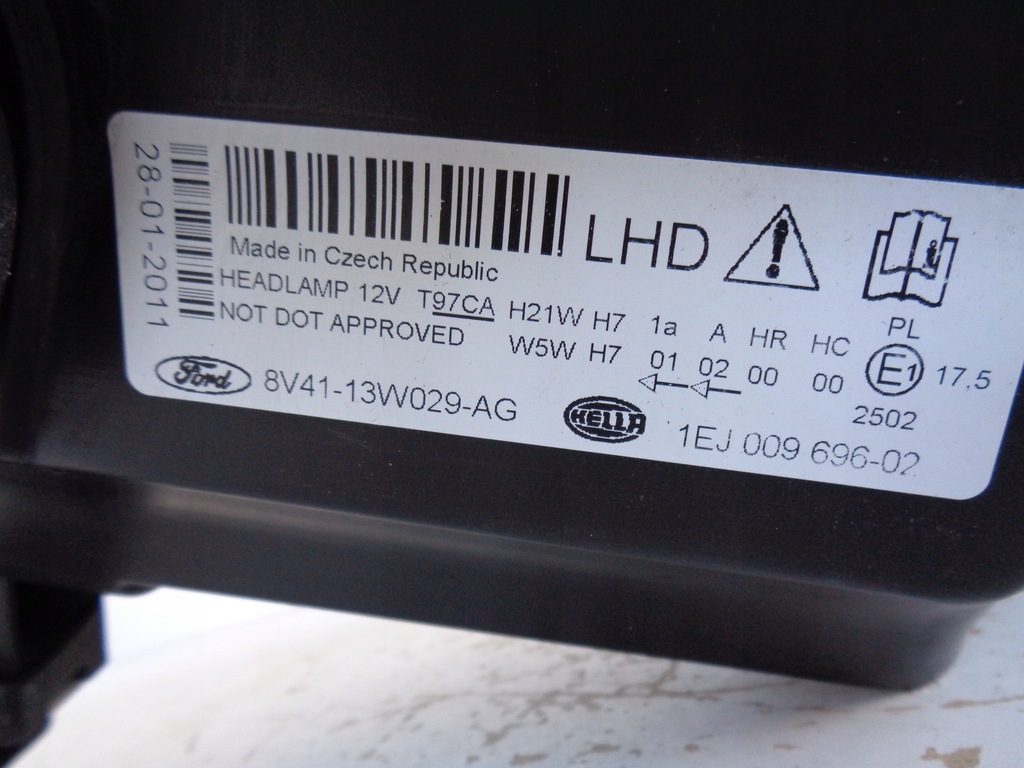 28-01-2011
LHD
Made in Czech Republic
HEADLAMP 12V T97CA H21W H7 1a A HR HC PL
NOT DOT APPROVED W5W H7 01 02 00 00 E1 17,5
2502
Ford 8V41-13W029-AG HELLA 1EJ 009 696-02